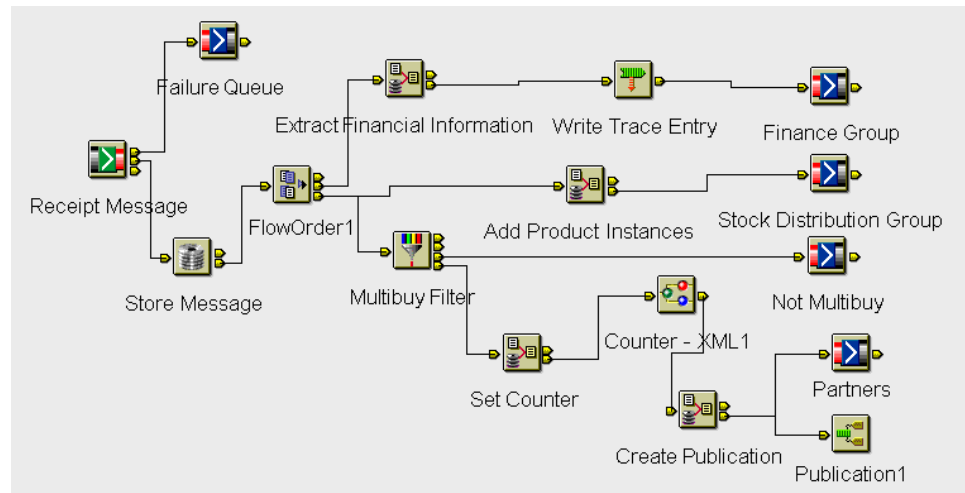 Failure Queue
Extract Financial Information
Write Trace Entry
Finance Group
Receipt Message
FlowOrder1
Add Product Instances
Stock Distribution Group
Store Message
Multibuy Filter
Not Multibuy
Counter - XML1
Set Counter
Partners
Create Publication
Publication1